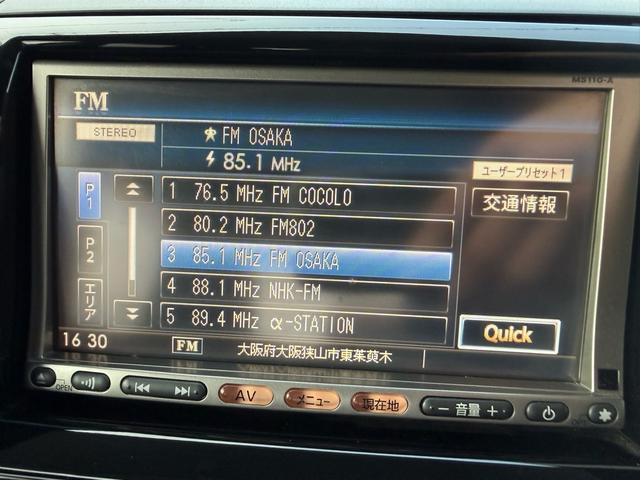 MS110-A
FM
STEREO
FM OSAKA
85.1 MHz
ユーザープリセット1
交通情報
P1
P2
エリア
1 76.5 MHz FM COCOLO
2 80.2 MHz FM802
3 85.1 MHz FM OSAKA
4 88.1 MHz NHK-FM
5 89.4 MHz α-STATION
Quick
16 30
FM
大阪府大阪狭山市東茱萸木
OPEN
AV
メニュー
現在地
− 音量 +